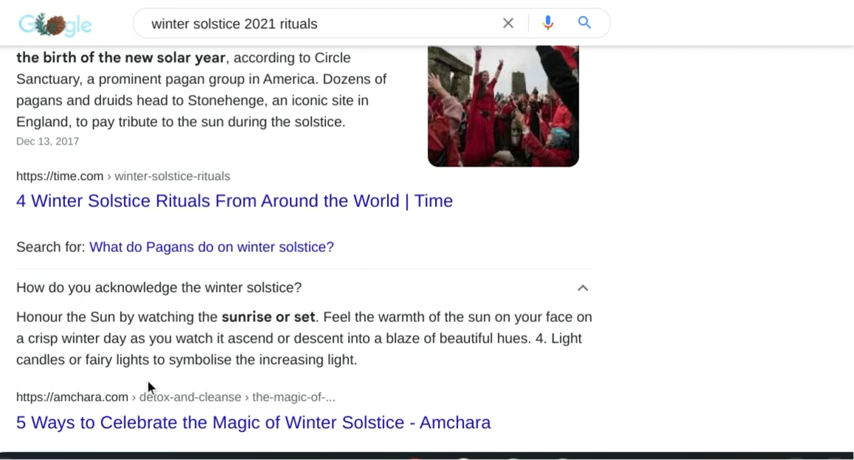 Google
winter solstice 2021 rituals
the birth of the new solar year, according to Circle
Sanctuary, a prominent pagan group in America. Dozens of
pagans and druids head to Stonehenge, an iconic site in
England, to pay tribute to the sun during the solstice.
Dec 13, 2017
https://time.com › winter-solstice-rituals
4 Winter Solstice Rituals From Around the World | Time
Search for: What do Pagans do on winter solstice?
How do you acknowledge the winter solstice?
Honour the Sun by watching the sunrise or set. Feel the warmth of the sun on your face on
a crisp winter day as you watch it ascend or descent into a blaze of beautiful hues. 4. Light
candles or fairy lights to symbolise the increasing light.
https://amchara.com › detox-and-cleanse › the-magic-of-...
5 Ways to Celebrate the Magic of Winter Solstice - Amchara